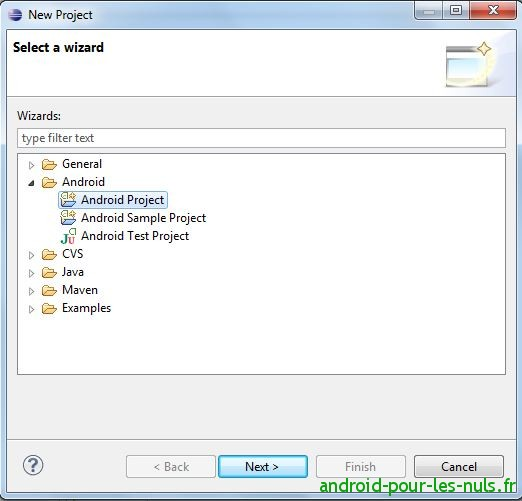 New Project
Select a wizard
Wizards:
type filter text
General
Android
Android Project
Android Sample Project
Android Test Project
CVS
Java
Maven
Examples
? < Back Next > Finish Cancel
android-pour-les-nuls.fr